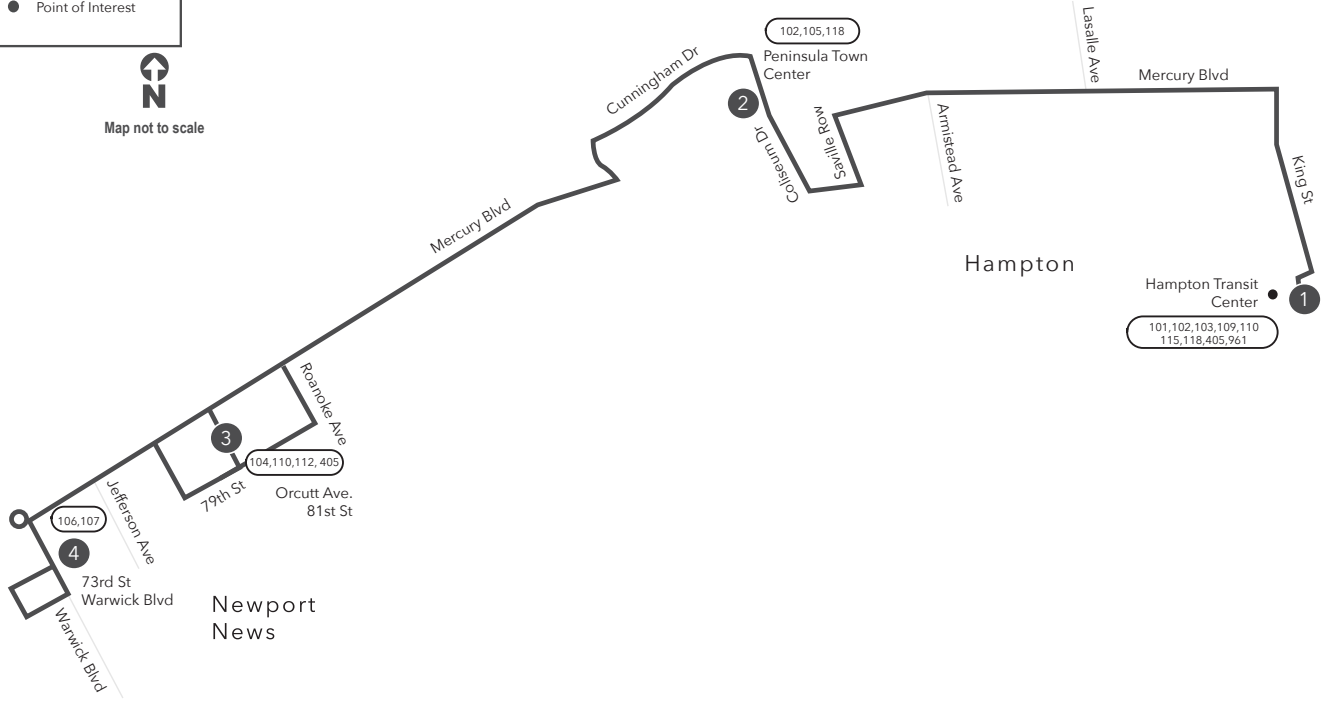 Point of Interest
N
Map not to scale
102,105,118
Peninsula Town
Center
Cunningham Dr
2
Coliseum Dr
Saville Row
Lasalle Ave
Mercury Blvd
Armistead Ave
King St
Mercury Blvd
Hampton
Hampton Transit
Center
1
101,102,103,109,110
115,118,405,961
Roanoke Ave
3
104,110,112, 405
79th St
Orcutt Ave.
81st St
Jefferson Ave
106,107
4
73rd St
Warwick Blvd
Newport
News
Warwick Blvd